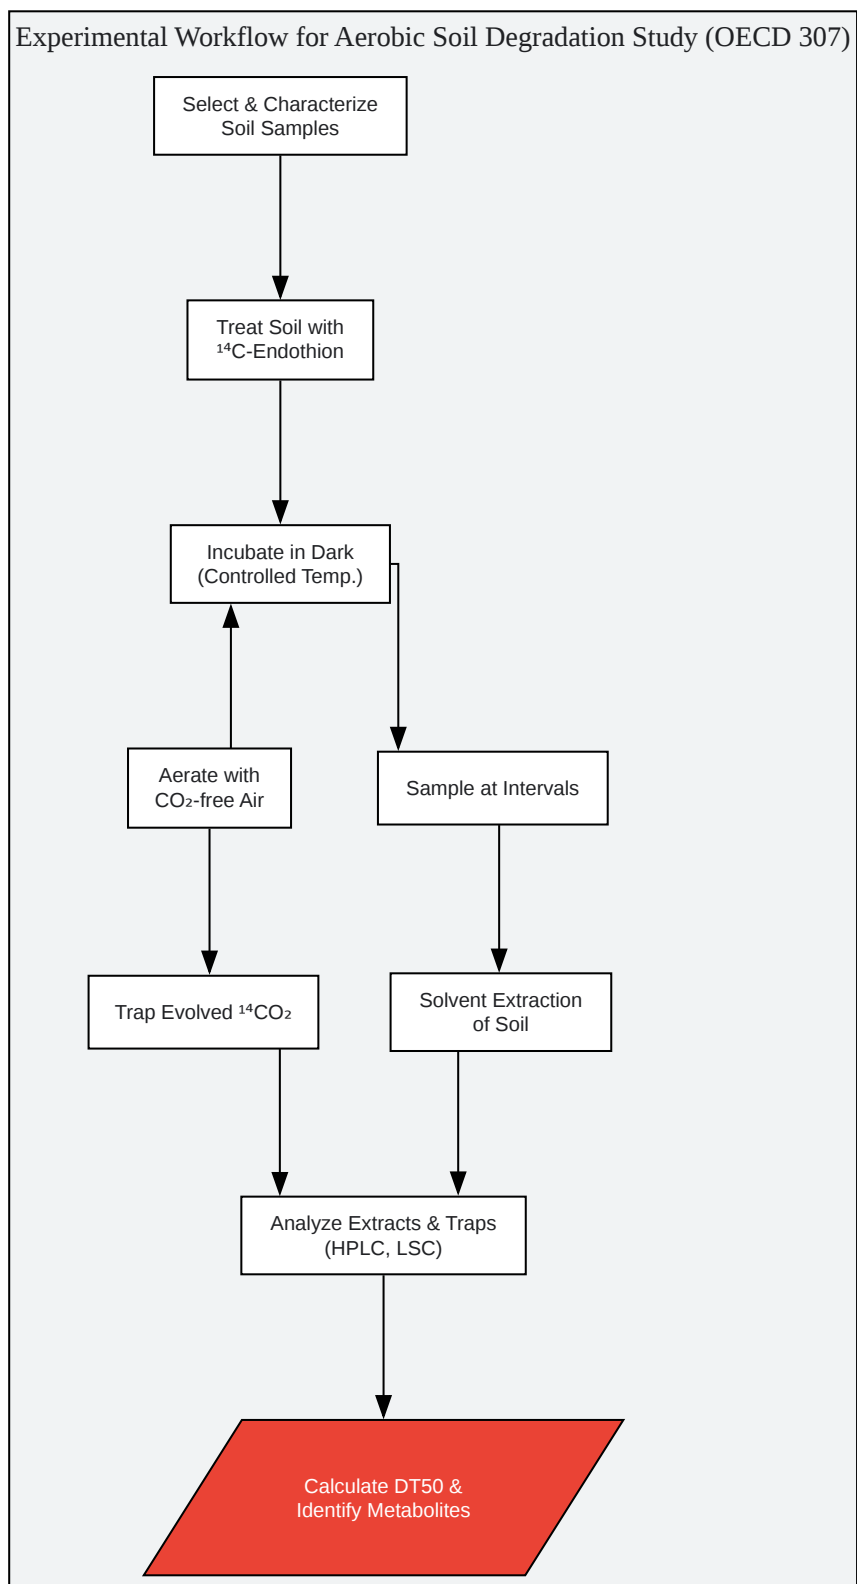 Experimental Workflow for Aerobic Soil Degradation Study (OECD 307)
Select & Characterize
Soil Samples
Treat Soil with
¹⁴C-Endothion
Incubate in Dark
(Controlled Temp.)
Aerate with
CO₂-free Air
Sample at Intervals
Trap Evolved ¹⁴CO₂
Solvent Extraction
of Soil
Analyze Extracts & Traps
(HPLC, LSC)
Calculate DT50 &
Identify Metabolites